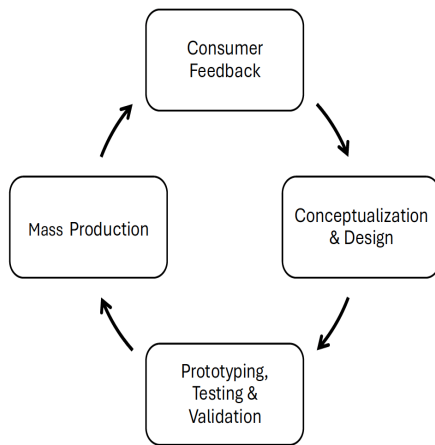 Consumer
Feedback
Conceptualization
& Design
Prototyping,
Testing &
Validation
Mass Production